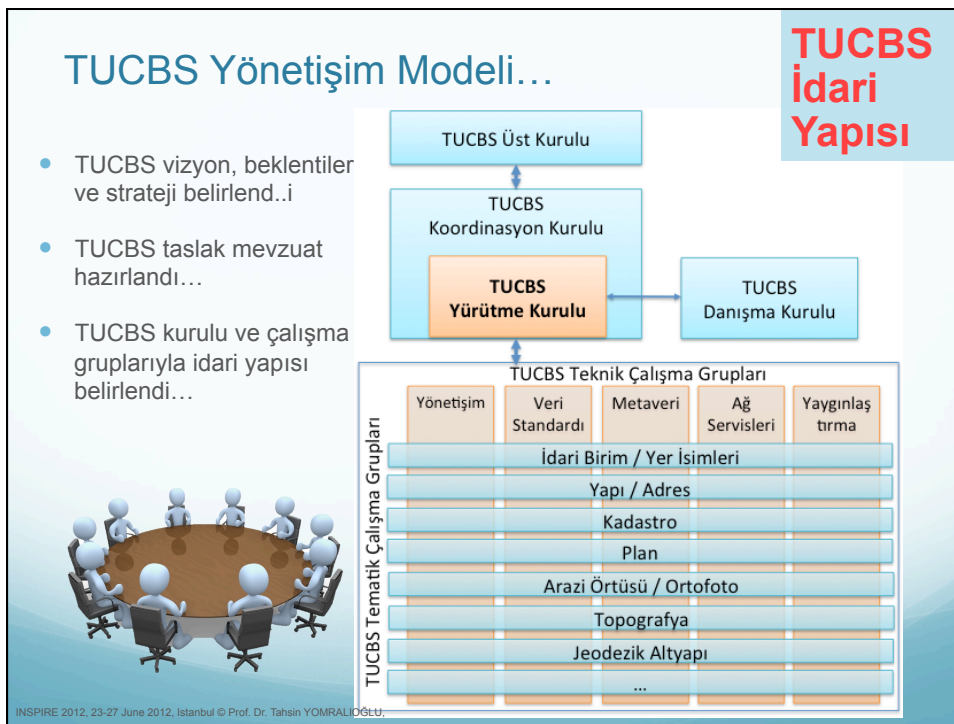 TUCBS Yönetişim Modeli…
TUCBS
İdari
Yapısı
TUCBS vizyon, beklentiler
ve strateji belirlend..i
TUCBS taslak mevzuat
hazırlandı…
TUCBS kurulu ve çalışma
gruplarıyla idari yapısı
belirlendi…
TUCBS Üst Kurulu
TUCBS
Koordinasyon Kurulu
TUCBS
Yürütme Kurulu
TUCBS
Danışma Kurulu
TUCBS Teknik Çalışma Grupları
TUCBS Tematik Çalışma Grupları
Yönetişim
Veri
Standardı
Metaveri
Ağ
Servisleri
Yaygınlaş
tırma
İdari Birim / Yer İsimleri
Yapı / Adres
Kadastro
Plan
Arazi Örtüsü / Ortofoto
Topografya
Jeodezik Altyapı
…
INSPIRE 2012, 23-27 June 2012, Istanbul © Prof. Dr. Tahsin YOMRALIOĞLU,